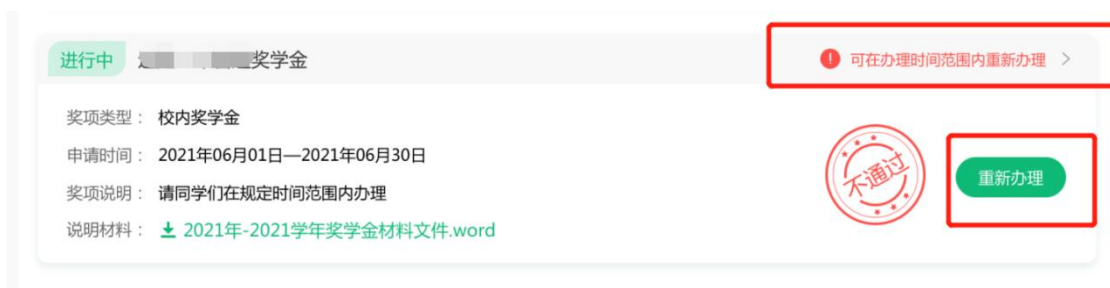 进行中 奖学金
可在办理时间范围内重新办理
奖项类型： 校内奖学金
申请时间： 2021年06月01日—2021年06月30日
奖项说明： 请同学们在规定时间范围内办理
说明材料： 2021年-2021学年奖学金材料文件.word
不通过
重新办理